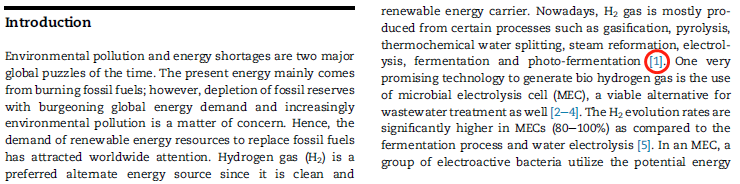 Introduction
Environmental pollution and energy shortages are two major
global puzzles of the time. The present energy mainly comes
from burning fossil fuels; however, depletion of fossil reserves
with burgeoning global energy demand and increasingly
environmental pollution is a matter of concern. Hence, the
demand of renewable energy resources to replace fossil fuels
has attracted worldwide attention. Hydrogen gas (H₂) is a
preferred alternate energy source since it is clean and
renewable energy carrier. Nowadays, H₂ gas is mostly pro-
duced from certain processes such as gasification, pyrolysis,
thermochemical water splitting, steam reformation, electrol-
ysis, fermentation and photo-fermentation [1]. One very
promising technology to generate bio hydrogen gas is the use
of microbial electrolysis cell (MEC), a viable alternative for
wastewater treatment as well [2–4]. The H₂ evolution rates are
significantly higher in MECs (80–100%) as compared to the
fermentation process and water electrolysis [5]. In an MEC, a
group of electroactive bacteria utilize the potential energy